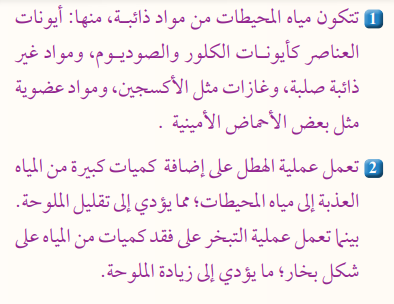 1 تتكون مياه المحيطات من مواد ذائبة، منها: أيونات
العناصر كأيونات الكلور والصوديوم، ومواد غير
ذائبة صلبة، وغازات مثل الأكسجين، ومواد عضوية
مثل بعض الأحماض الأمينية .
2 تعمل عملية الهطل على إضافة كميات كبيرة من المياه
العذبة إلى مياه المحيطات؛ مما يؤدي إلى تقليل الملوحة.
بينما تعمل عملية التبخر على فقد كميات من المياه على
شكل بخار؛ ما يؤدي إلى زيادة الملوحة.